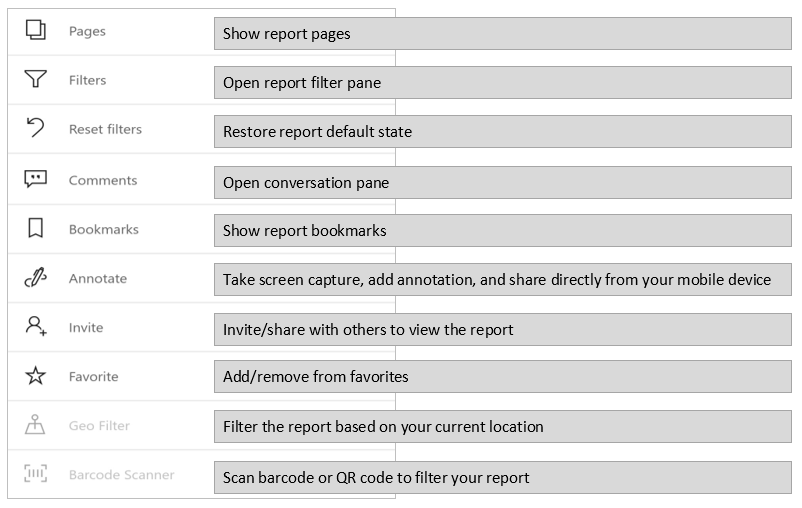 Pages
Show report pages
Filters
Open report filter pane
Reset filters
Restore report default state
Comments
Open conversation pane
Bookmarks
Show report bookmarks
Annotate
Take screen capture, add annotation, and share directly from your mobile device
Invite
Invite/share with others to view the report
Favorite
Add/remove from favorites
Geo Filter
Filter the report based on your current location
Barcode Scanner
Scan barcode or QR code to filter your report